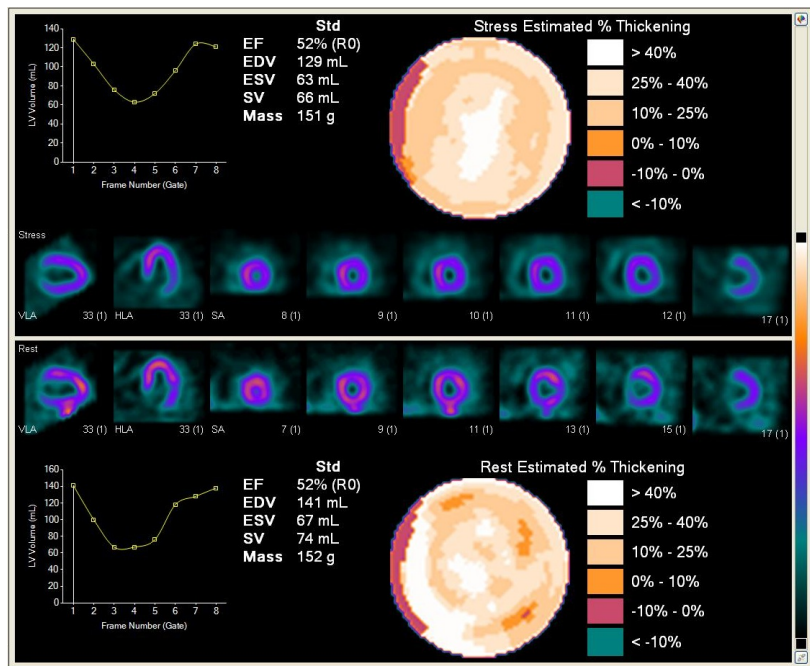 140
120
100
80
60
40
20
0
LV Volume (mL)
1 2 3 4 5 6 7 8
Frame Number (Gate)
Std
EF 52% (R0)
EDV 129 mL
ESV 63 mL
SV 66 mL
Mass 151 g
Stress Estimated % Thickening
> 40%
25% - 40%
10% - 25%
0% - 10%
-10% - 0%
< -10%
Stress
VLA 33 (1)
HLA 33 (1)
SA 8 (1)
9 (1)
10 (1)
11 (1)
12 (1)
17 (1)
Rest
VLA 33 (1)
HLA 33 (1)
SA 7 (1)
9 (1)
11 (1)
13 (1)
15 (1)
17 (1)
160
140
120
100
80
60
40
20
0
LV Volume (mL)
1 2 3 4 5 6 7 8
Frame Number (Gate)
Std
EF 52% (R0)
EDV 141 mL
ESV 67 mL
SV 74 mL
Mass 152 g
Rest Estimated % Thickening
> 40%
25% - 40%
10% - 25%
0% - 10%
-10% - 0%
< -10%